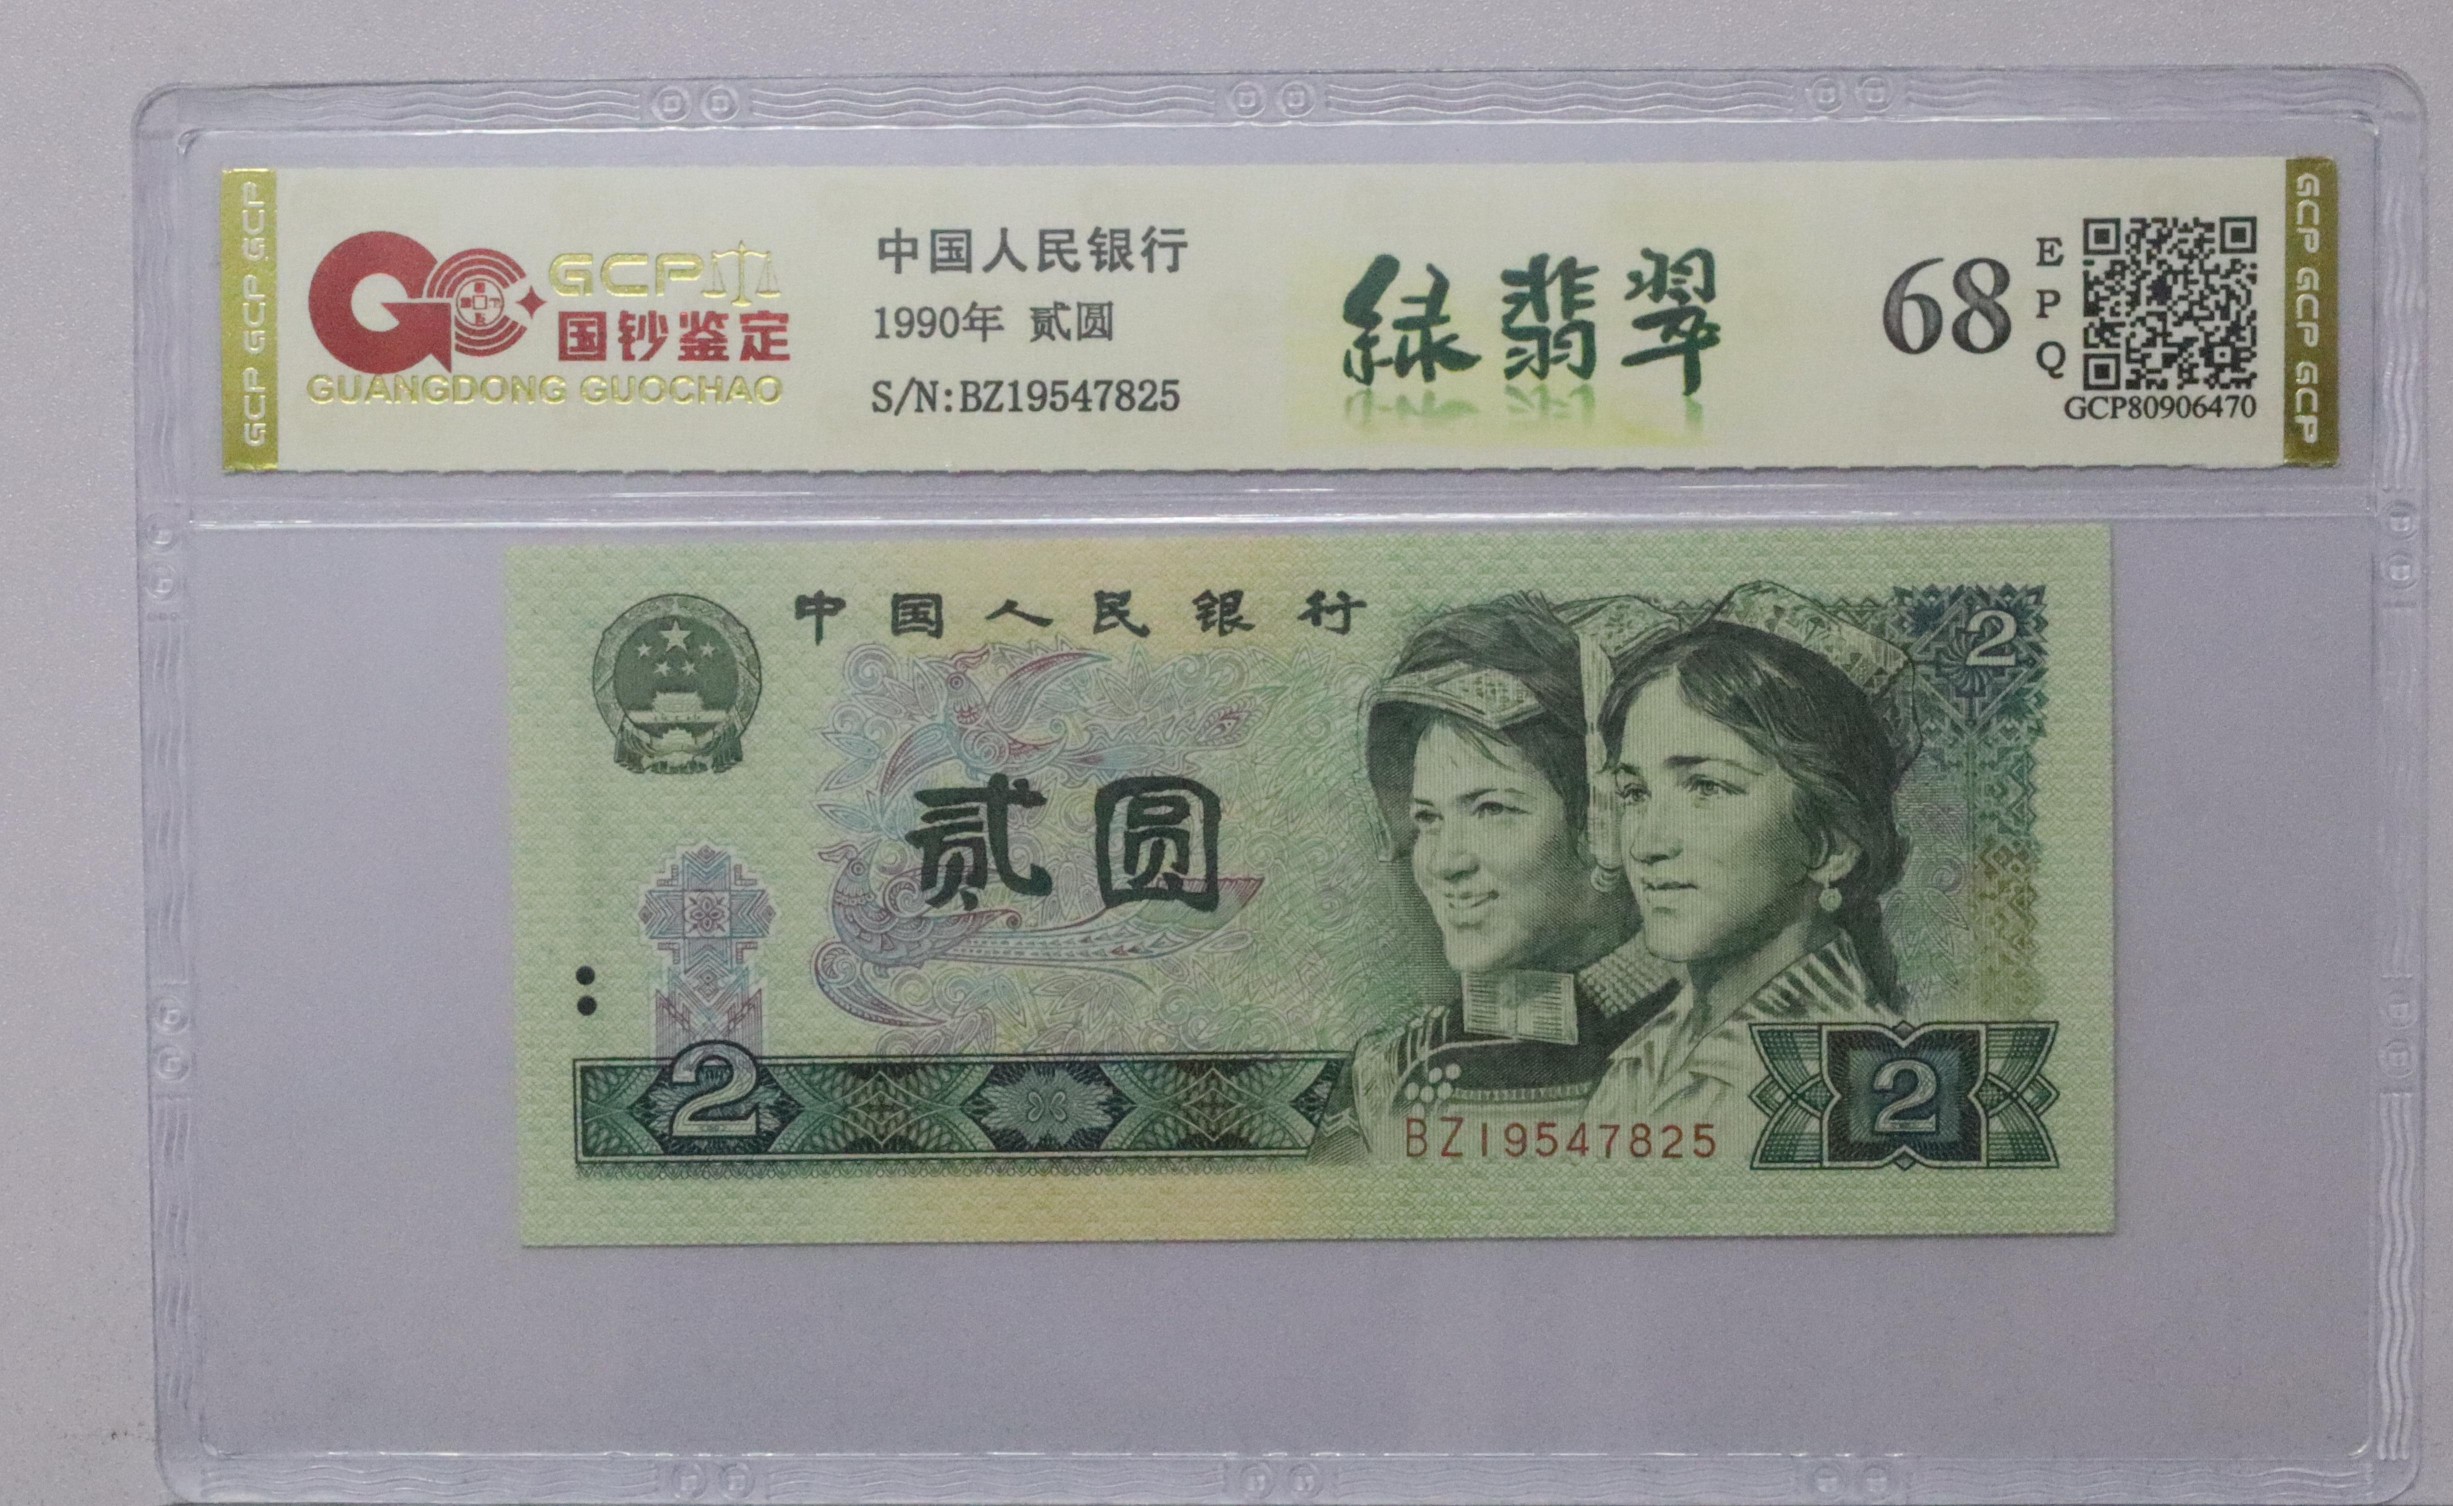 GCP GCP GCP
GCP
国钞鉴定
GUANGDONG GUOCHAO
中国人民银行
1990年 贰圆
S/N:BZ19547825
緑翡翠
68
E
P
Q
GCP80906470
GCP GCP GCP
中国人民银行
2
贰圆
2
2
BZ19547825